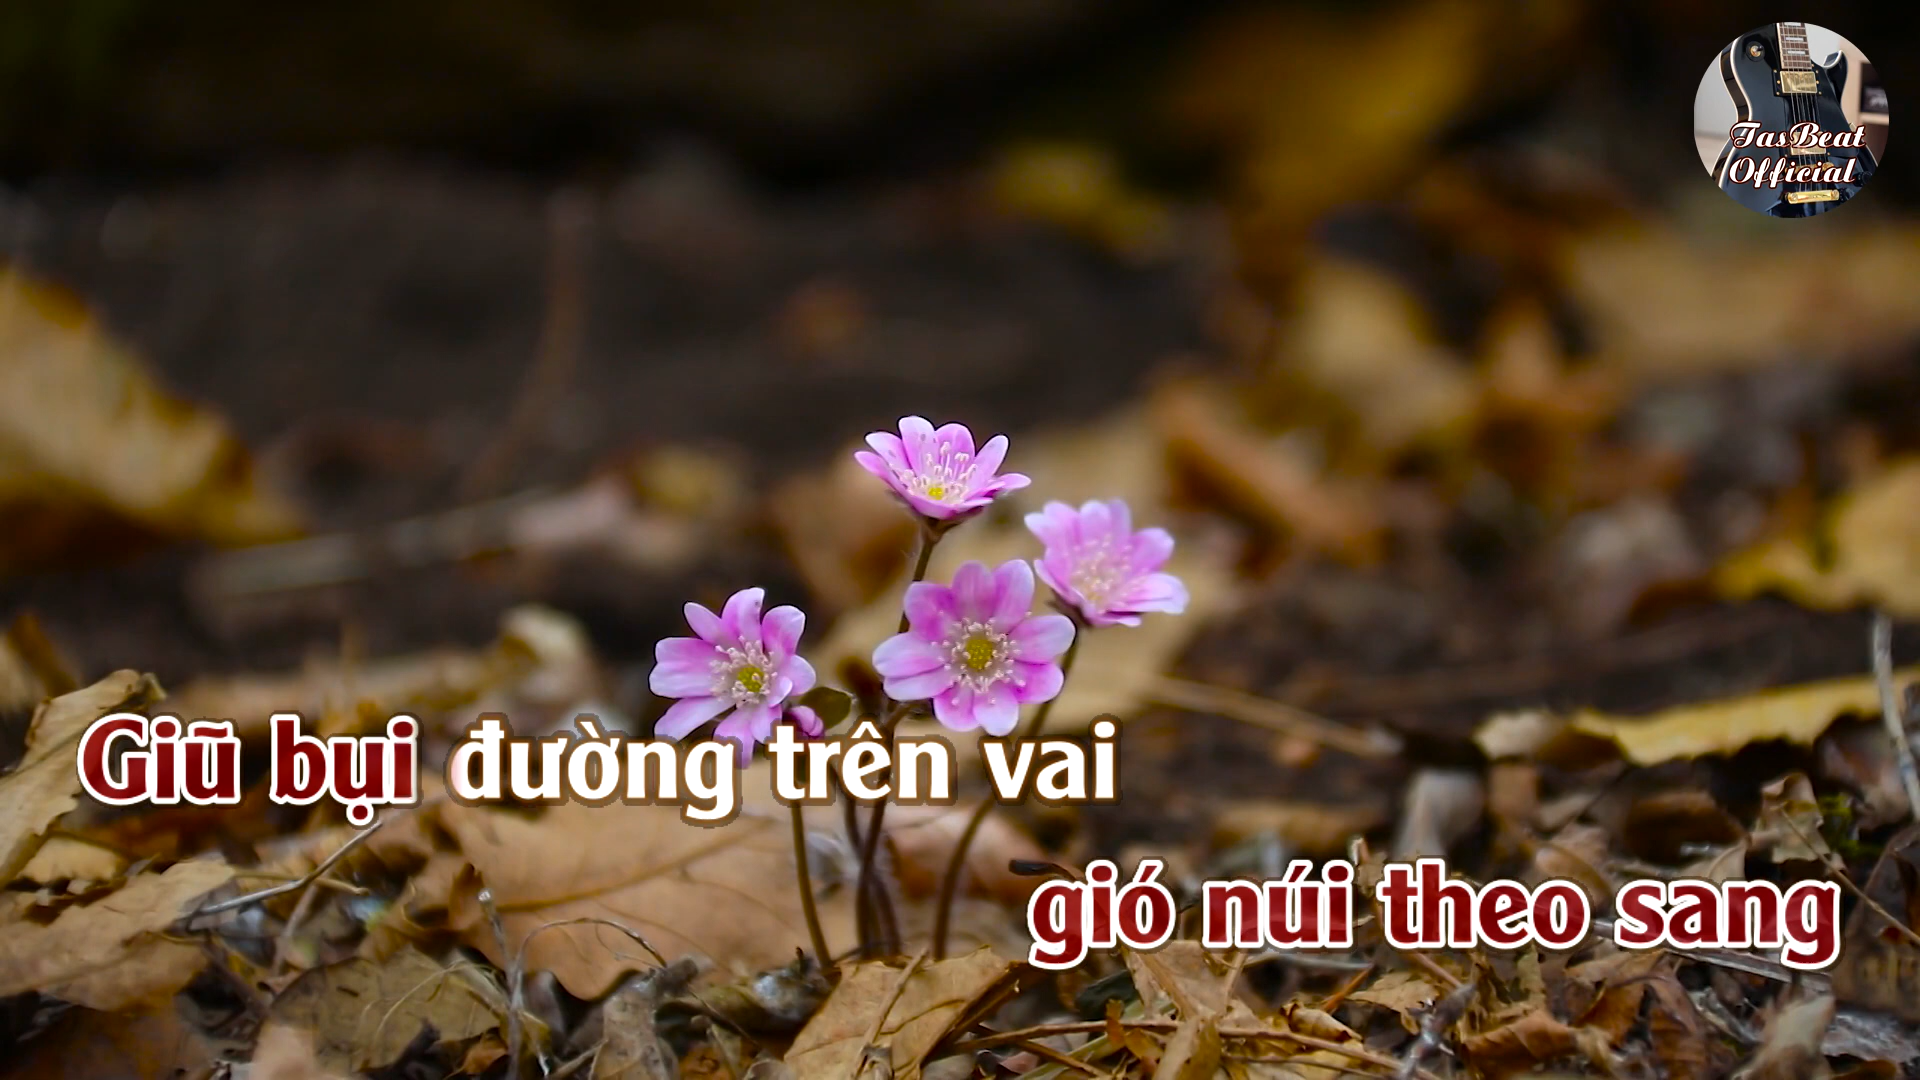 TasBeat
Official
Giũ bụi đường trên vai
gió núi theo sang